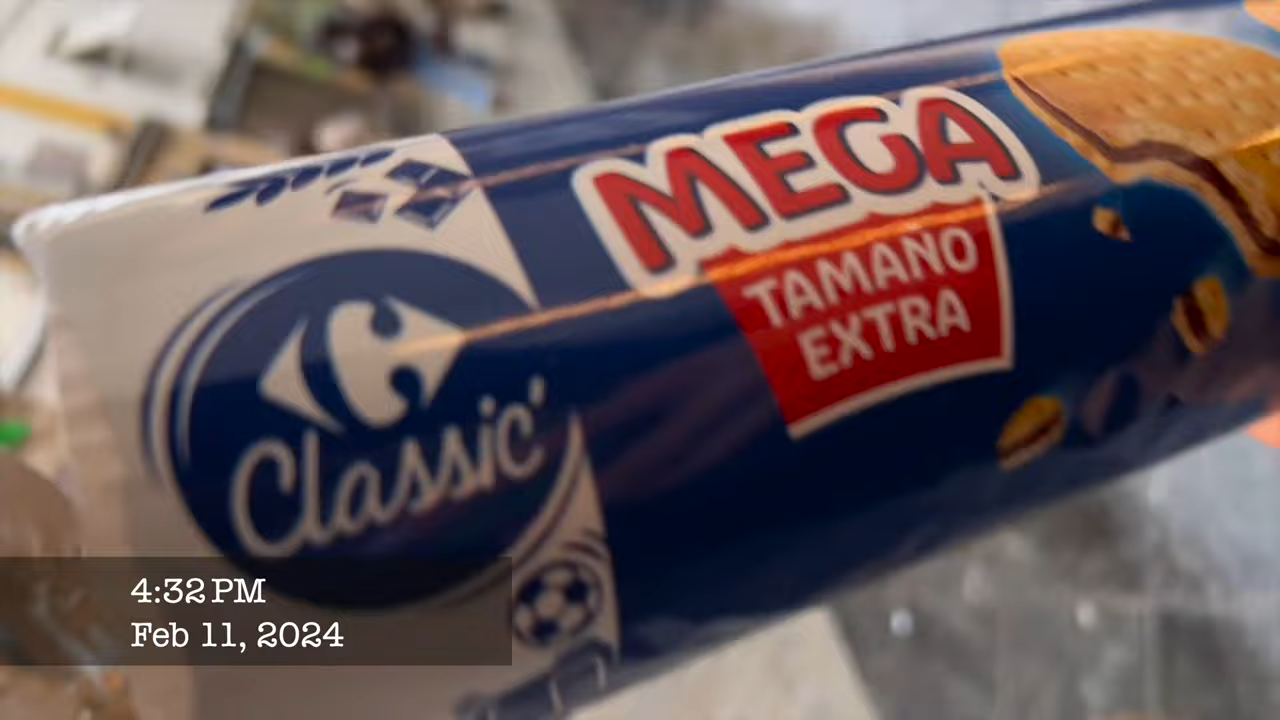 MEGA
TAMANO
EXTRA
Classic'
4:32 PM
Feb 11, 2024